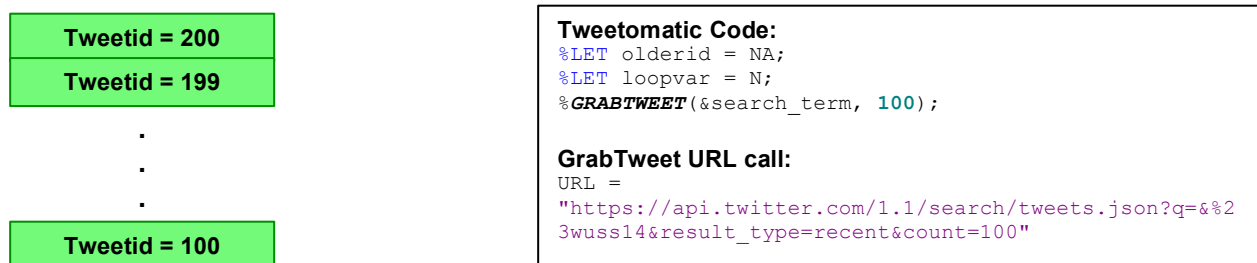 Tweetid = 200
Tweetid = 199
.
.
.
Tweetid = 100
Tweetomatic Code:
%LET olderid = NA;
%LET loopvar = N;
%GRABTWEET(&search_term, 100);
GrabTweet URL call:
URL =
"https://api.twitter.com/1.1/search/tweets.json?q=&%2
3wuss14&result_type=recent&count=100"